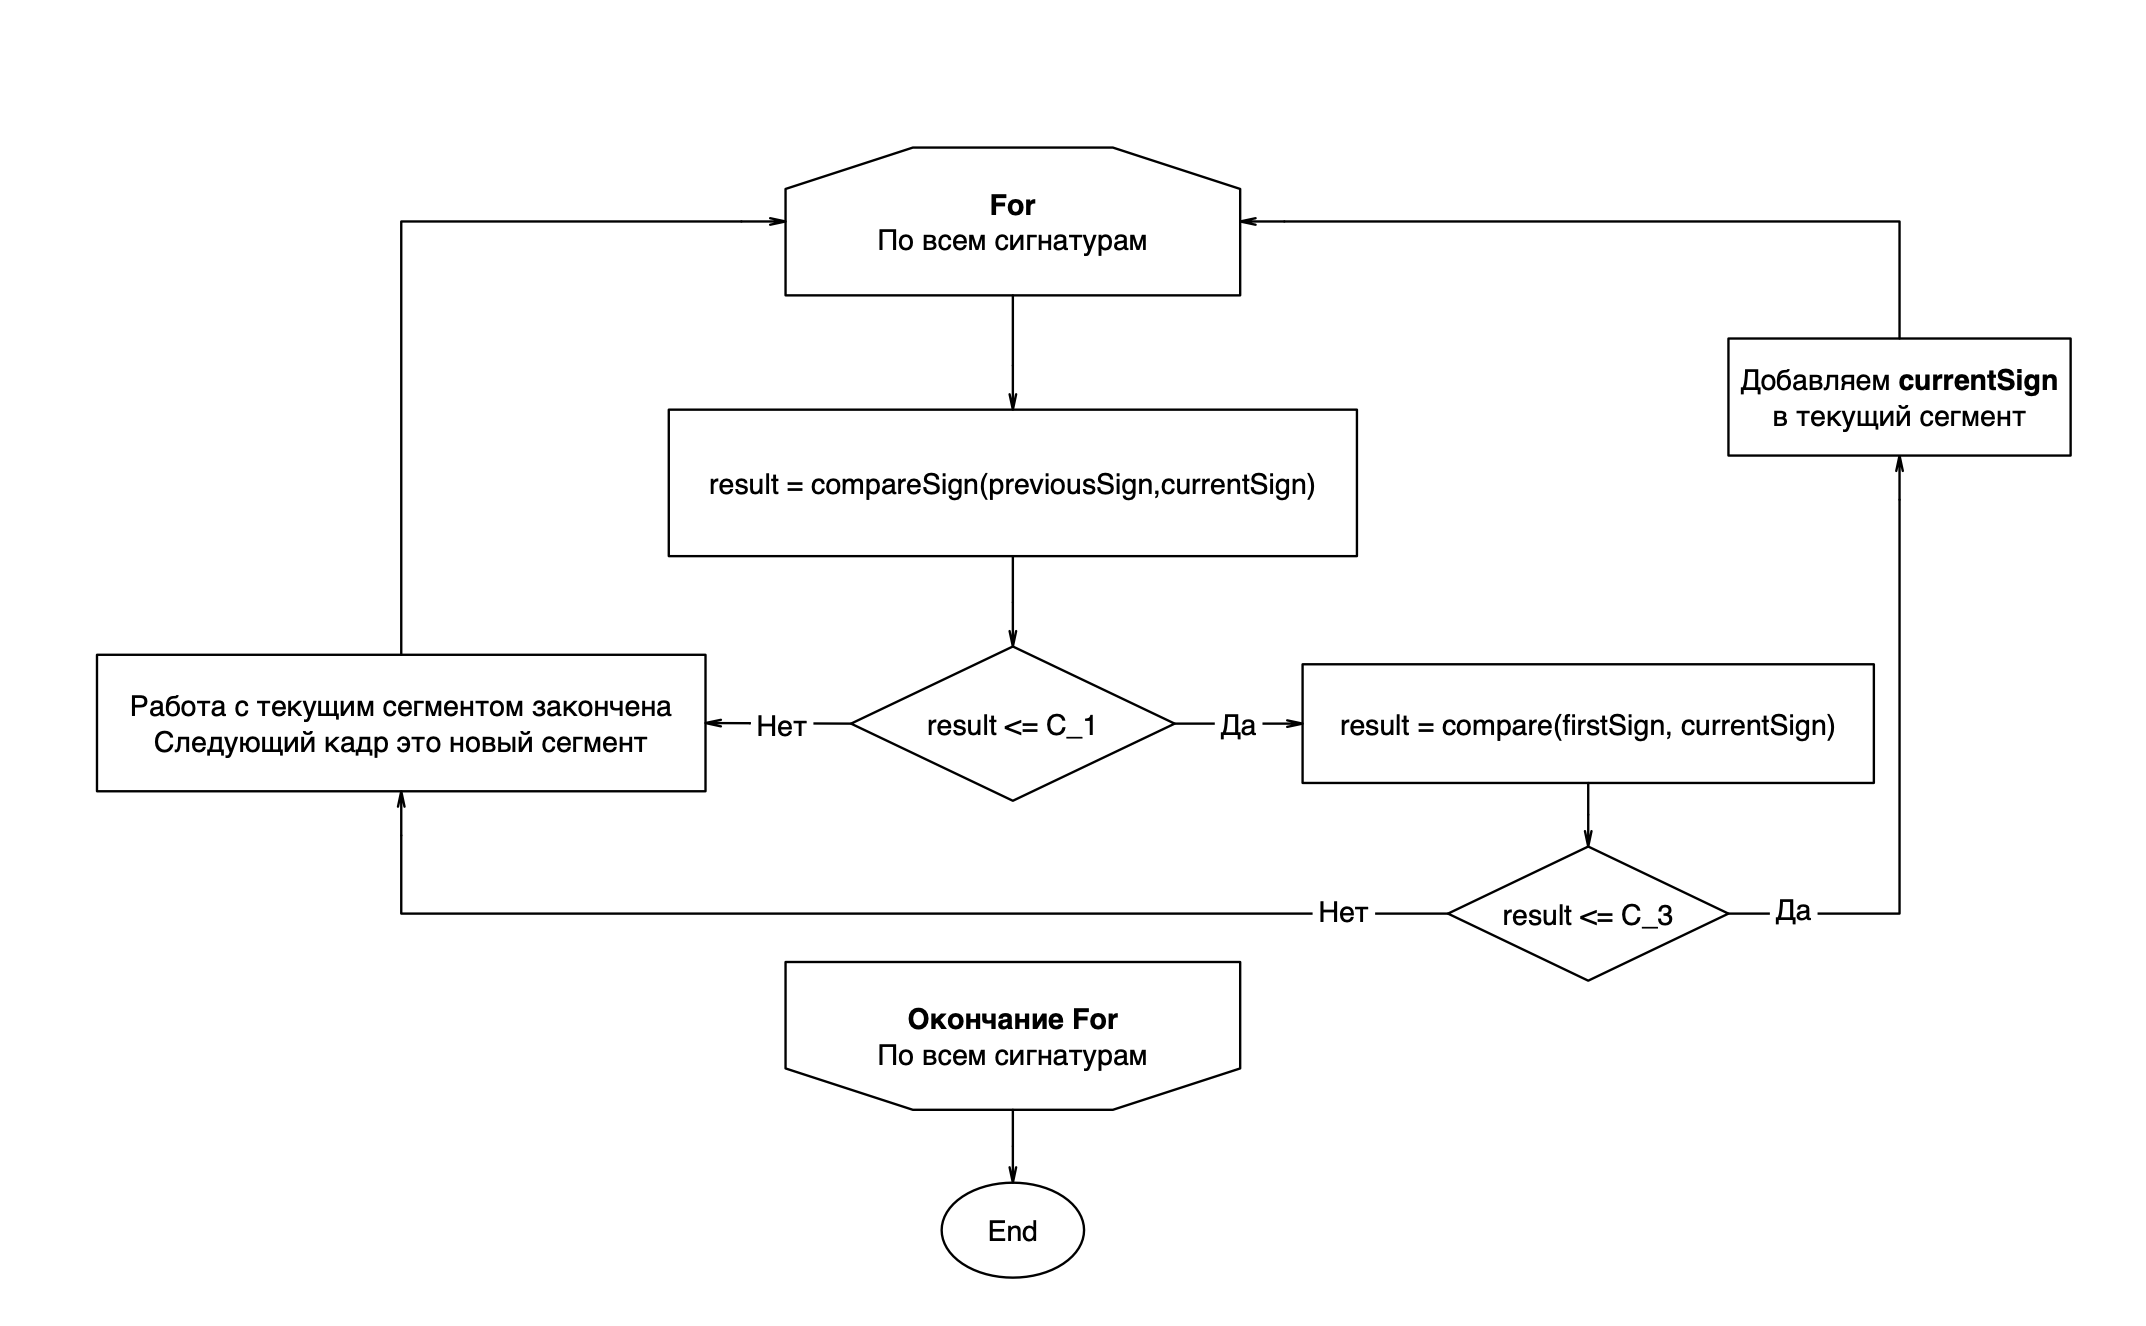 For
По всем сигнатурам
Добавляем currentSign
в текущий сегмент
result = compareSign(previousSign,currentSign)
Работа с текущим сегментом закончена
Следующий кадр это новый сегмент
Нет
result <= C_1
Да
result = compare(firstSign, currentSign)
Нет
result <= C_3
Да
Окончание For
По всем сигнатурам
End